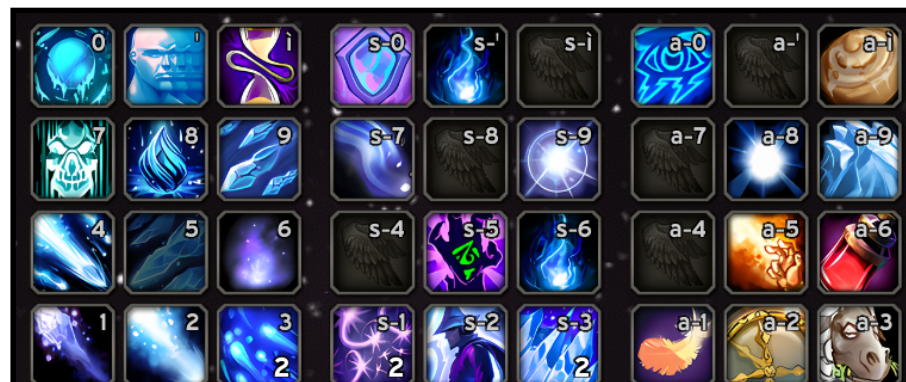 0 ' ì s-0 s-' s-ì a-0 a-' a-ì
7 8 9 s-7 s-8 s-9 a-7 a-8 a-9
4 5 6 s-4 s-5 s-6 a-4 a-5 a-6
1 2 3 s-1 s-2 s-3 a-1 a-2 a-3
2 2 2